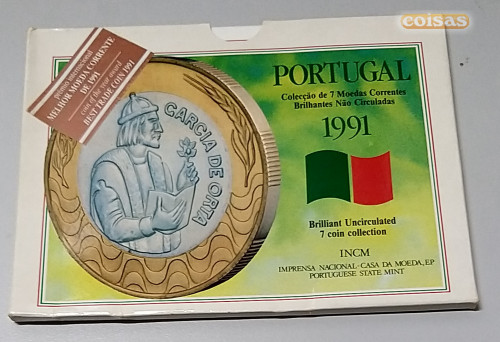 coisas
prémio internacional
MELHOR MOEDA CORRENTE
DE 1991
coin of the year award
BEST TRADE COIN 1991
GARCIA DE ORTA
PORTUGAL
Colecção de 7 Moedas Correntes
Brilhantes Não Circuladas
1991
Brilliant Uncirculated
7 coin collection
INCM
IMPRENSA NACIONAL-CASA DA MOEDA, EP
PORTUGUESE STATE MINT